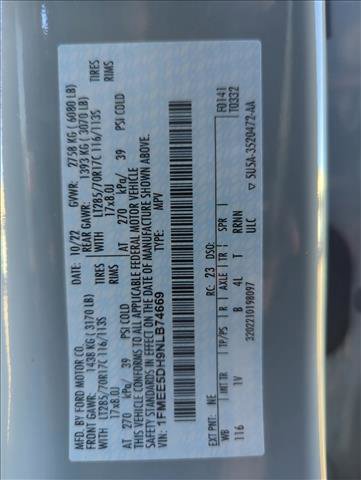 MFD. BY FORD MOTOR CO.
DATE: 10/22 GVWR: 2758 KG ( 6080 LB)
FRONT GAWR: 1438 KG (3170 LB) REAR GAWR: 1393 KG ( 3070 LB)
WITH LT285/70R17C 116/113S TIRES WITH LT285/70R17C 116/113S TIRES
17x8.0J RIMS 17x8.0J RIMS
AT 270 kPa/ 39 PSI COLD AT 270 kPa/ 39 PSI COLD
THIS VEHICLE CONFORMS TO ALL APPLICABLE FEDERAL MOTOR VEHICLE
SAFETY STANDARDS IN EFFECT ON THE DATE OF MANUFACTURE SHOWN ABOVE.
VIN: 1FMEE5DH9NLB74669 TYPE: MPV
F0141
T0332
EXT PNT: ME RC: 23 DSO:
WB TP/PS R AXLE TR SPR
116 1V B 4L T RRNN
ULC
3202210198097 SU5A-3520472-AA